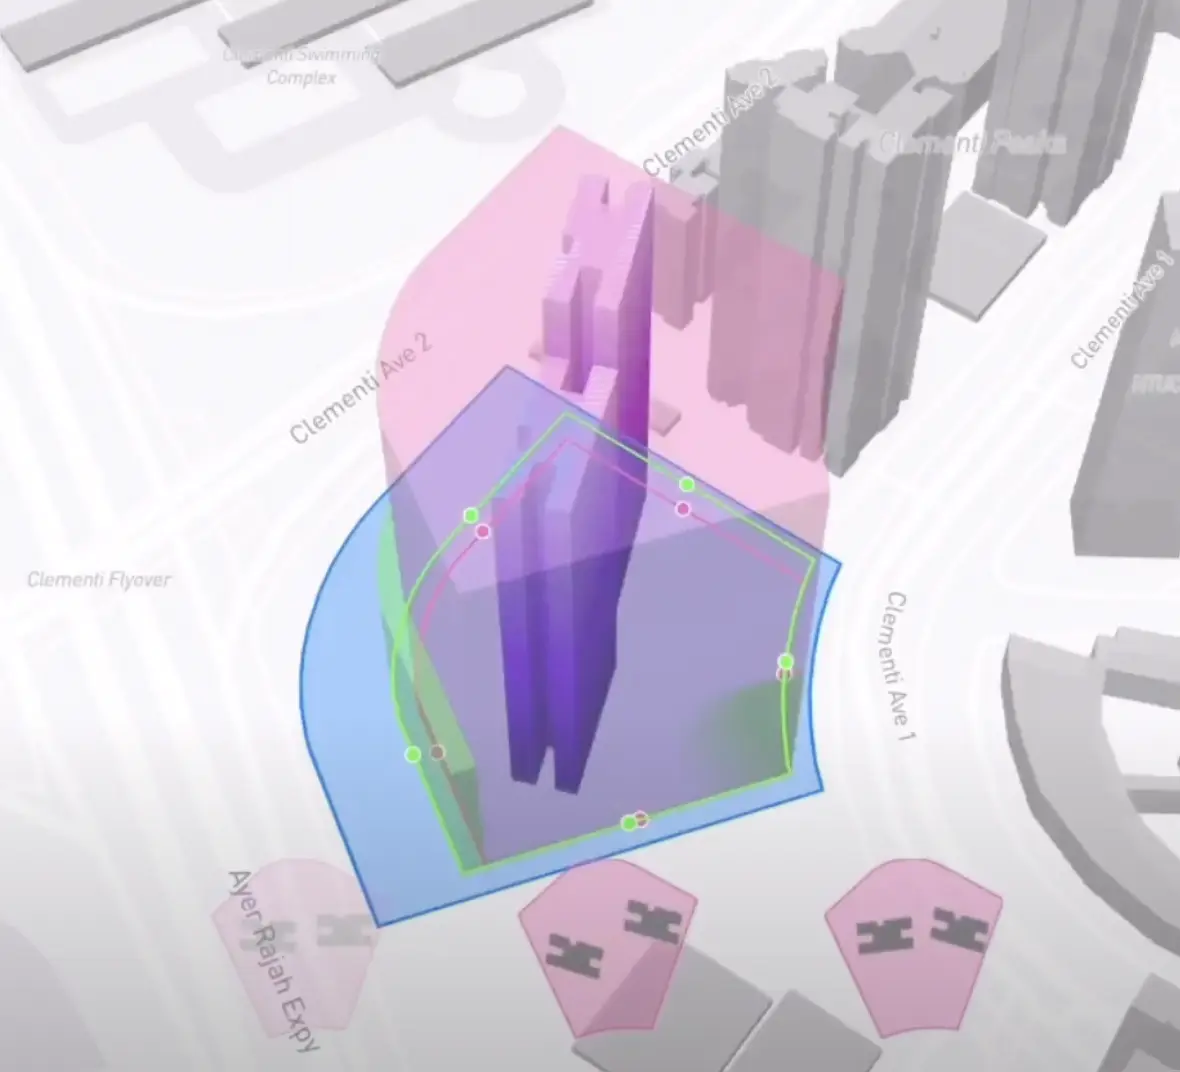 Clementi Swimming
Complex
Clementi Ave 2
Clementi Peaks
Clementi Ave 1
Clementi Ave 2
Clementi Flyover
Clementi Ave 1
Ayer Rajah Expy